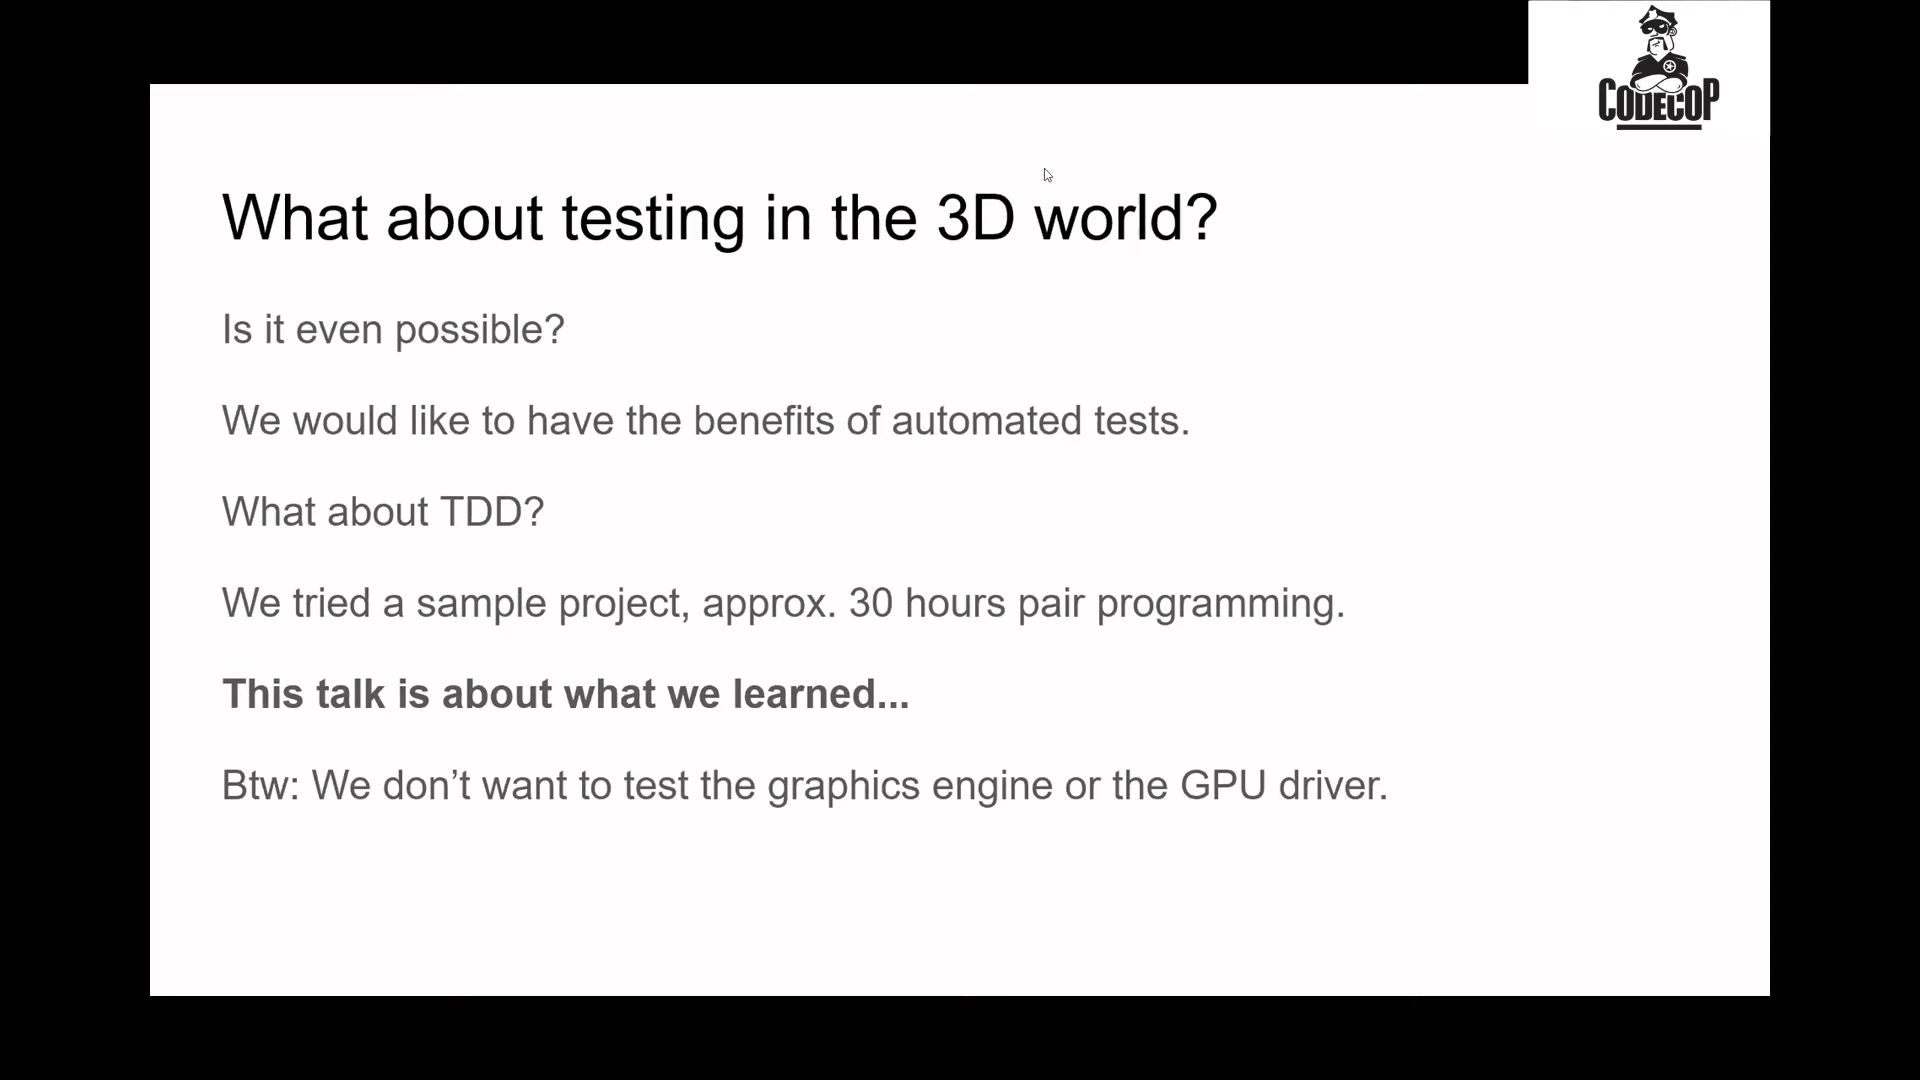 CODECOP
What about testing in the 3D world?
Is it even possible?
We would like to have the benefits of automated tests.
What about TDD?
We tried a sample project, approx. 30 hours pair programming.
This talk is about what we learned...
Btw: We don’t want to test the graphics engine or the GPU driver.